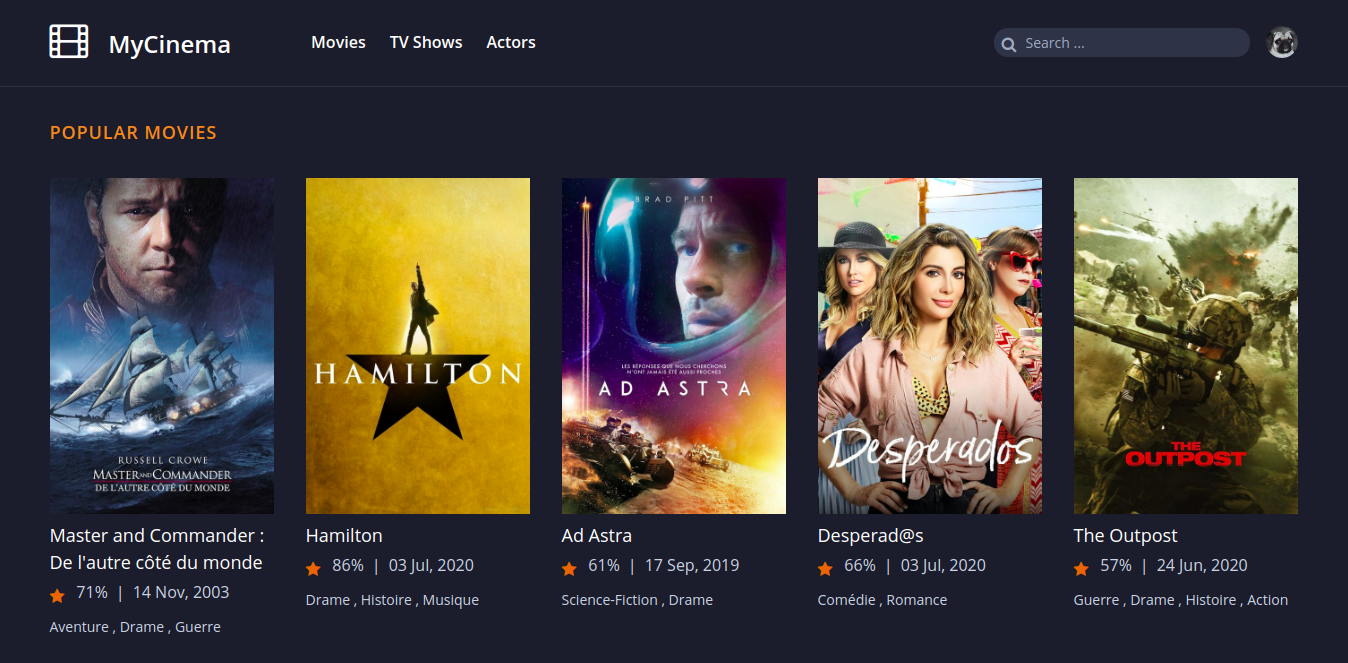 MyCinema
Movies
TV Shows
Actors
Search ...
POPULAR MOVIES
RUSSELL CROWE
MASTER AND COMMANDER
DE L'AUTRE CÔTÉ DU MONDE
HAMILTON
BRAD PITT
LES RÉPONSES QUE NOUS CHERCHONS
N'ONT JAMAIS ÉTÉ AUSSI PROCHES
AD ASTRA
Desperados
THE
OUTPOST
Master and Commander :
De l'autre côté du monde
71% | 14 Nov, 2003
Aventure , Drame , Guerre
Hamilton
86% | 03 Jul, 2020
Drame , Histoire , Musique
Ad Astra
61% | 17 Sep, 2019
Science-Fiction , Drame
Desperad@s
66% | 03 Jul, 2020
Comédie , Romance
The Outpost
57% | 24 Jun, 2020
Guerre , Drame , Histoire , Action